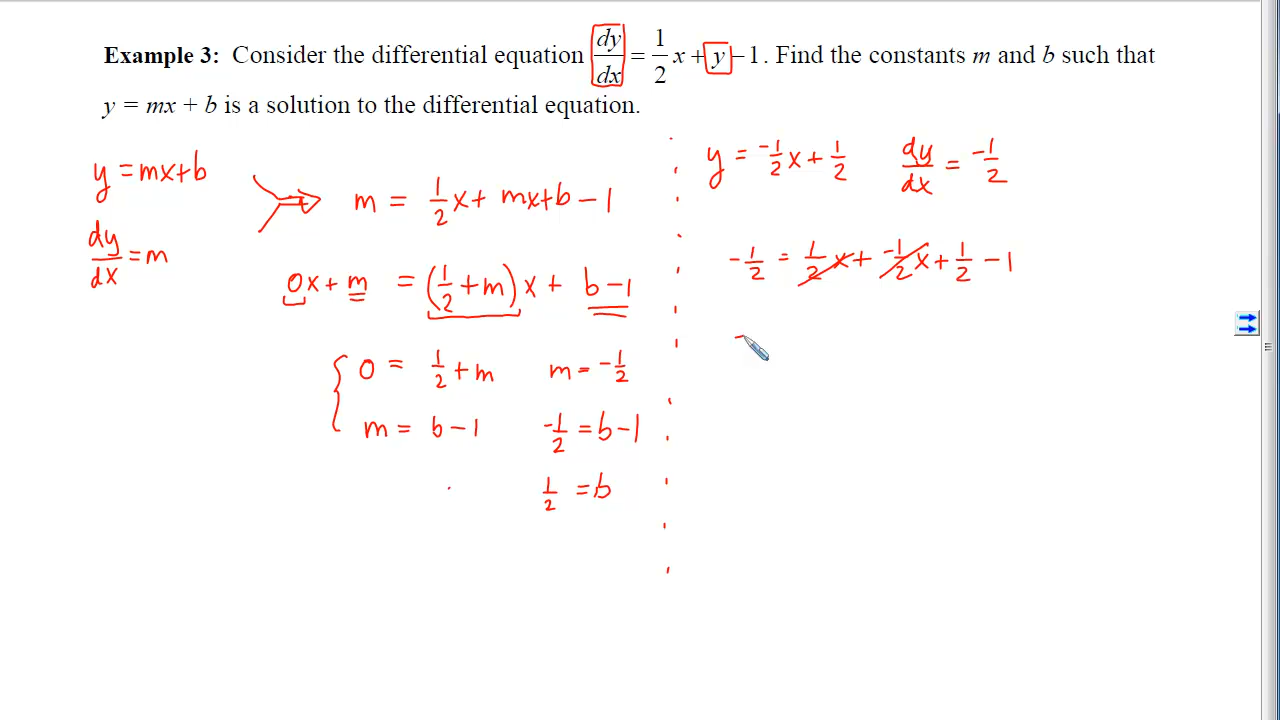 Example 3: Consider the differential equation dy/dx = 1/2 x + y − 1. Find the constants m and b such that
y = mx + b is a solution to the differential equation.
y = mx+b
dy/dx = m
m = 1/2 x + mx+b − 1
0x + m = (1/2 + m) x + b − 1
0 = 1/2 + m m = −1/2
m = b − 1 −1/2 = b − 1
1/2 = b
y = −1/2 x + 1/2 dy/dx = −1/2
−1/2 = 1/2 x + −1/2 x + 1/2 − 1